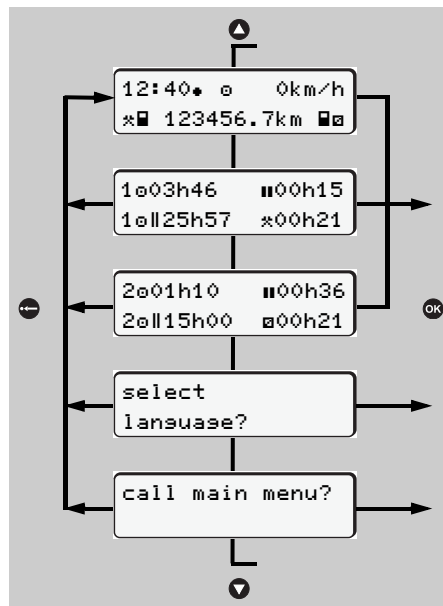 12:40 0km/h
123456.7km
1 03h46 00h15
1 25h57 00h21
2 01h10 00h36
2 15h00 00h21
select
language?
call main menu?
OK